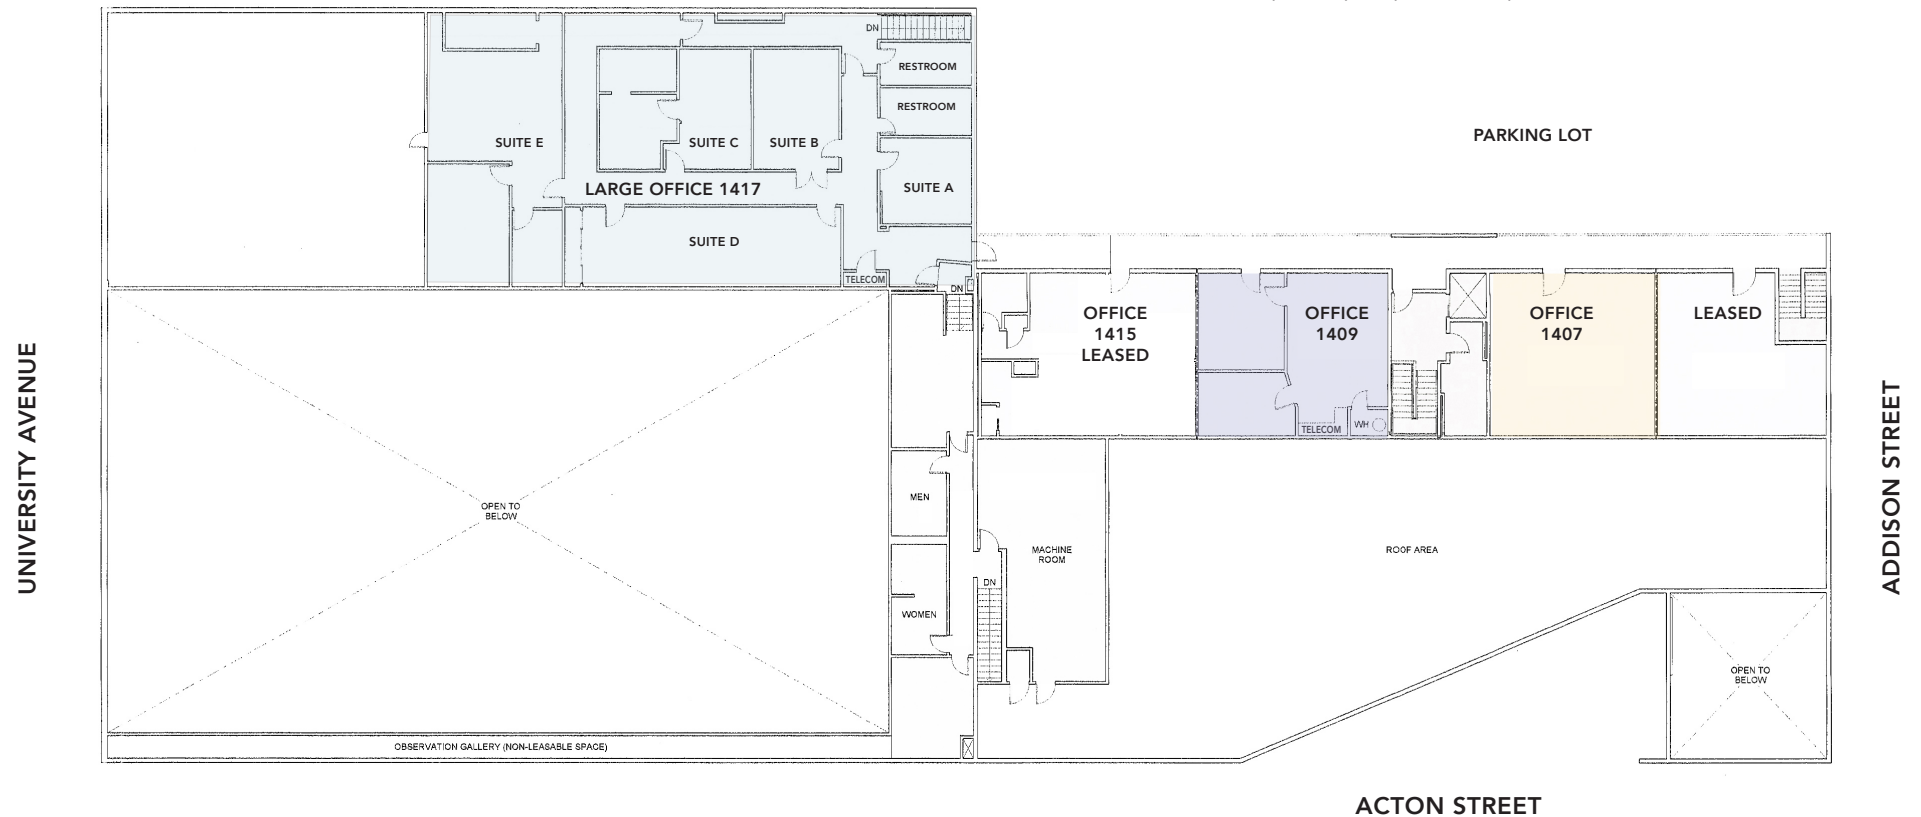 DN
RESTROOM
RESTROOM
PARKING LOT
SUITE E
SUITE C
SUITE B
LARGE OFFICE 1417
SUITE A
SUITE D
TELECOM
DN
OFFICE
1415
LEASED
OFFICE
1409
OFFICE
1407
LEASED
TELECOM
WH
UNIVERSITY AVENUE
ADDISON STREET
OPEN TO
BELOW
MEN
MACHINE
ROOM
ROOF AREA
DN
WOMEN
OPEN TO
BELOW
OBSERVATION GALLERY (NON-LEASABLE SPACE)
ACTON STREET